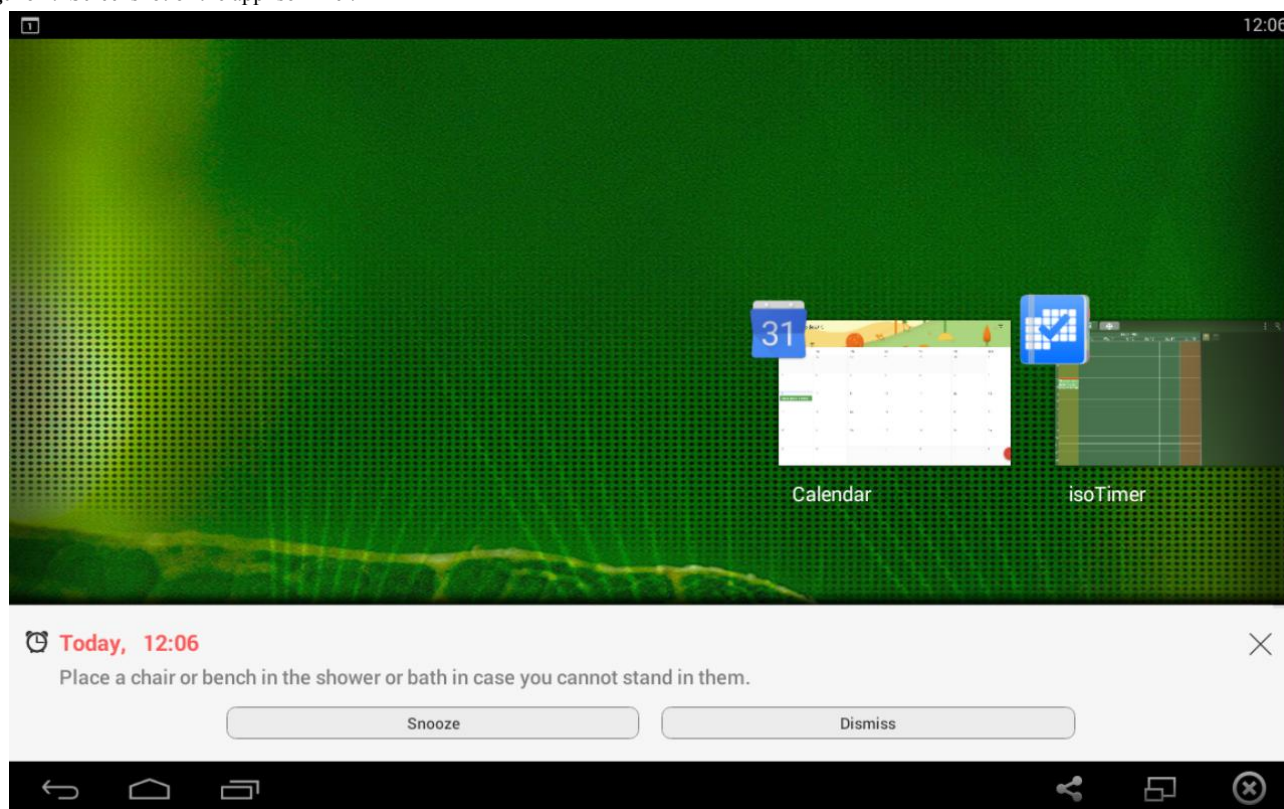 1
12:06
31
Calendar
isoTimer
Today, 12:06
Place a chair or bench in the shower or bath in case you cannot stand in them.
Snooze
Dismiss